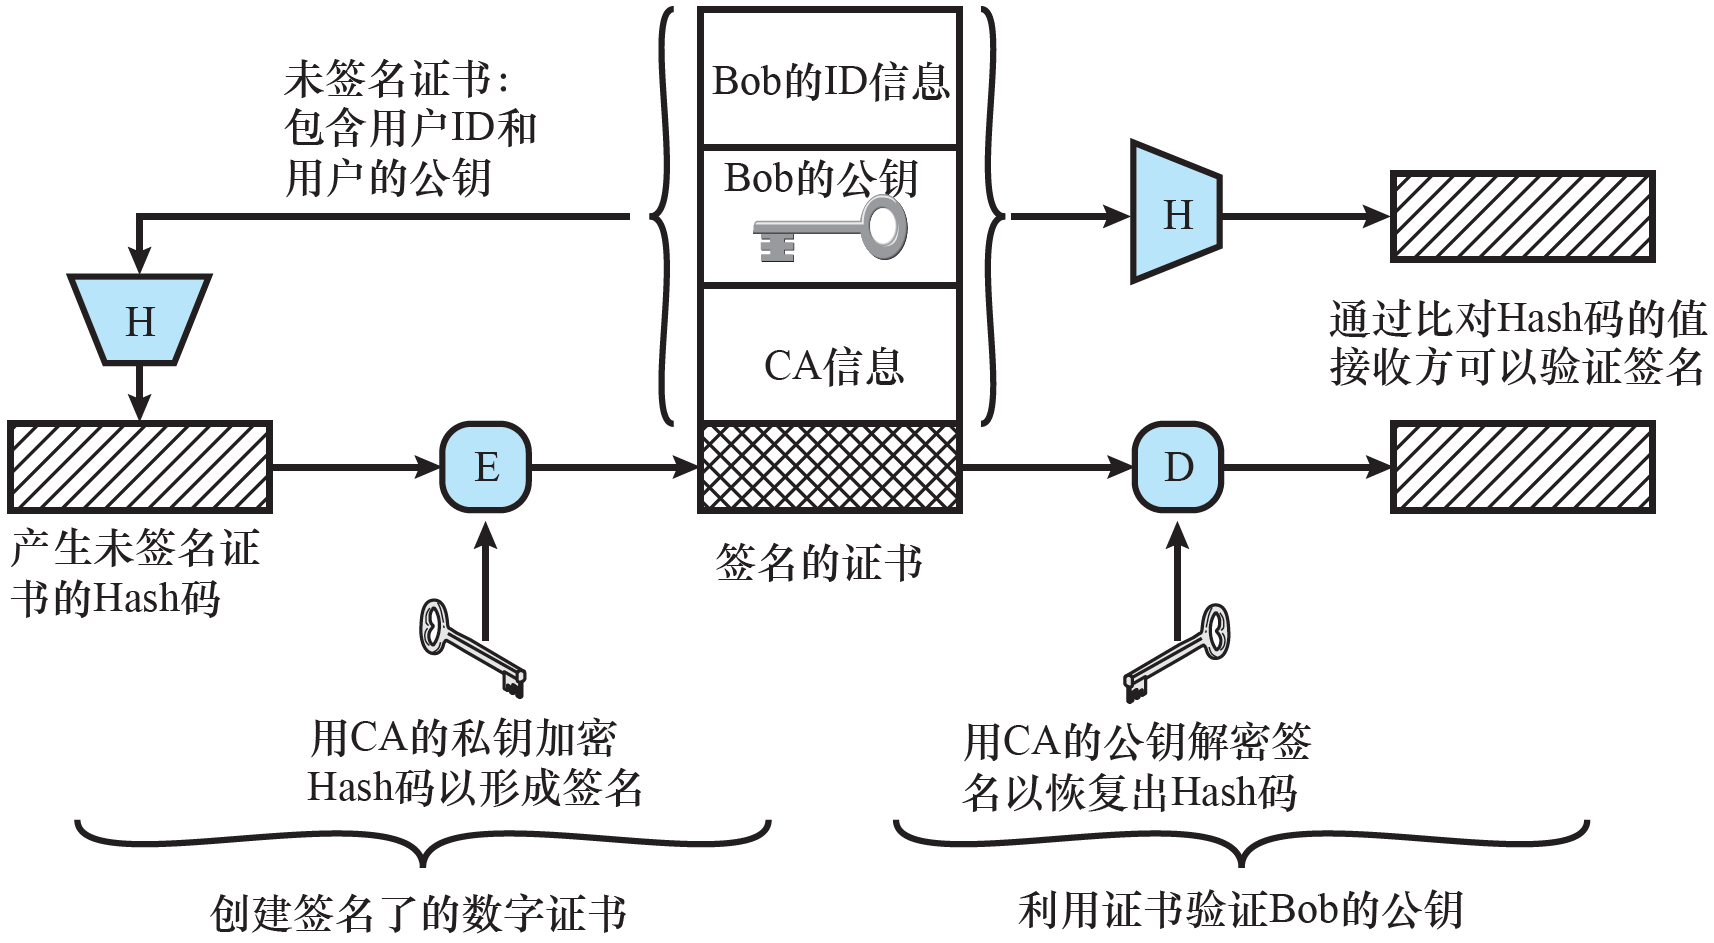 未签名证书：
包含用户ID和
用户的公钥
Bob的ID信息
Bob的公钥
CA信息
H
H
通过比对Hash码的值
接收方可以验证签名
E
D
产生未签名证
书的Hash码
签名的证书
用CA的私钥加密
Hash码以形成签名
用CA的公钥解密签
名以恢复出Hash码
创建签名了的数字证书
利用证书验证Bob的公钥